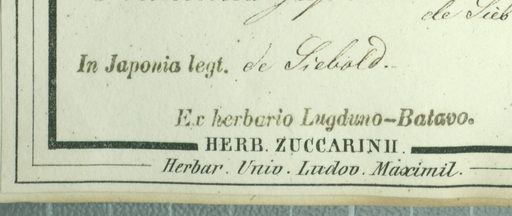 de Sieb
In Japonia legt. de Siebold.
Ex herbario Lugduno-Batavo.
HERB. ZUCCARINII.
Herbar. Univ. Ludov. Maximil.